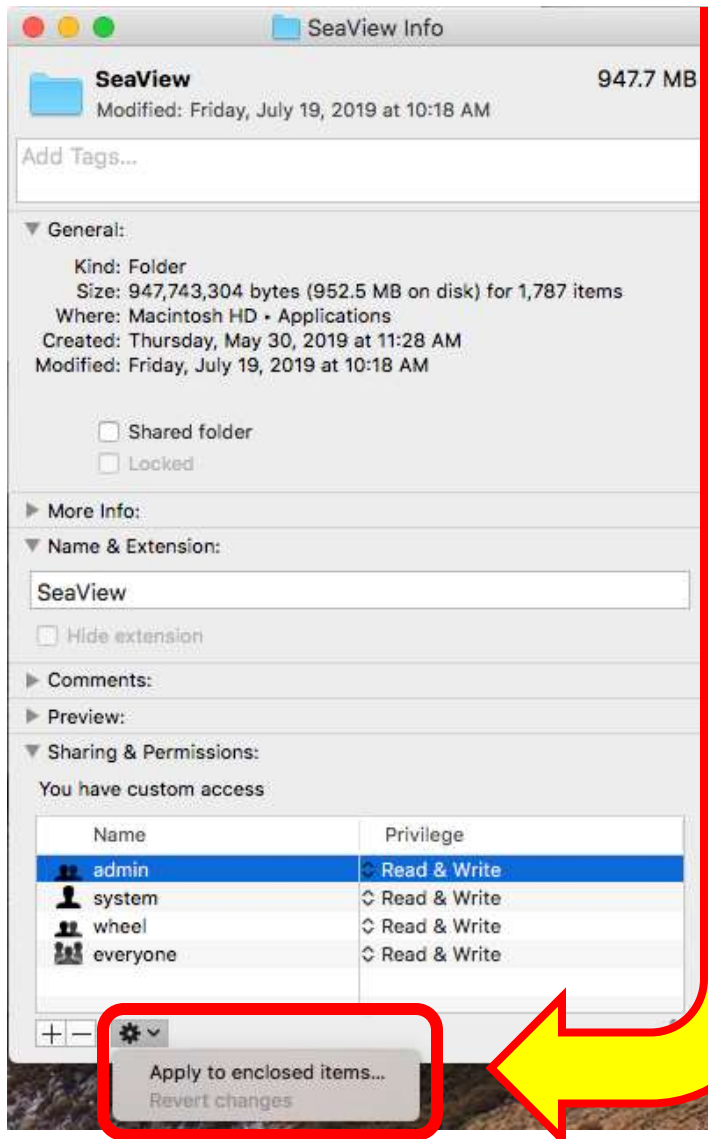 SeaView Info
SeaView 947.7 MB
Modified: Friday, July 19, 2019 at 10:18 AM
Add Tags...
General:
Kind: Folder
Size: 947,743,304 bytes (952.5 MB on disk) for 1,787 items
Where: Macintosh HD • Applications
Created: Thursday, May 30, 2019 at 11:28 AM
Modified: Friday, July 19, 2019 at 10:18 AM
Shared folder
Locked
More Info:
Name & Extension:
SeaView
Hide extension
Comments:
Preview:
Sharing & Permissions:
You have custom access
Name Privilege
admin Read & Write
system Read & Write
wheel Read & Write
everyone Read & Write
Apply to enclosed items...
Revert changes